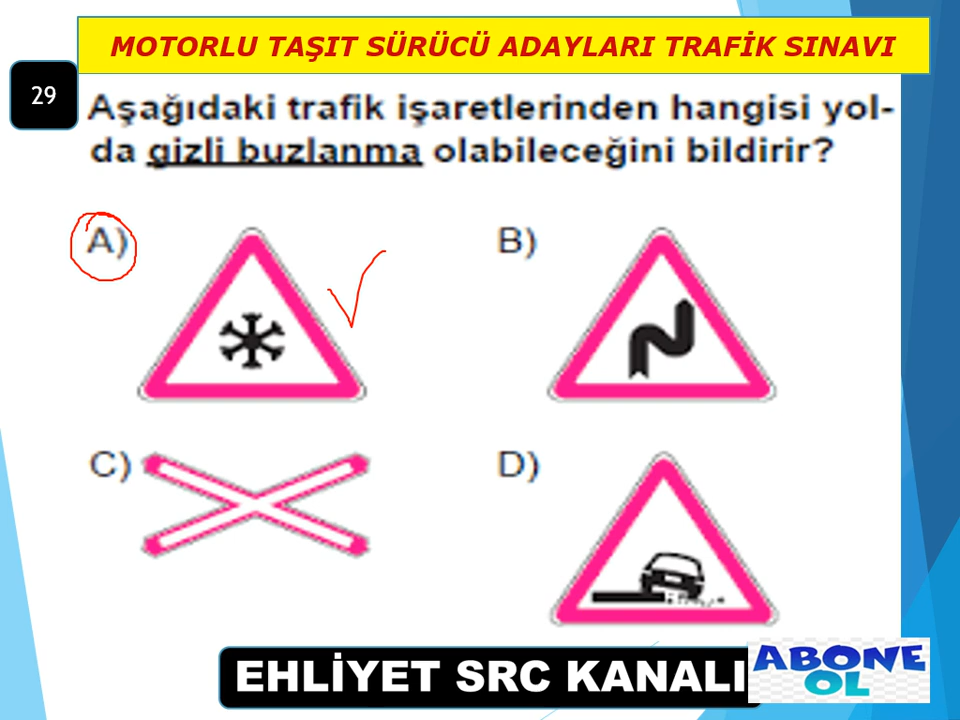 MOTORLU TAŞIT SÜRÜCÜ ADAYLARI TRAFİK SINAVI
29
Aşağıdaki trafik işaretlerinden hangisi yol-
da gizli buzlanma olabileceğini bildirir?
A)
B)
C)
D)
EHLİYET SRC KANALI
ABONE
OL